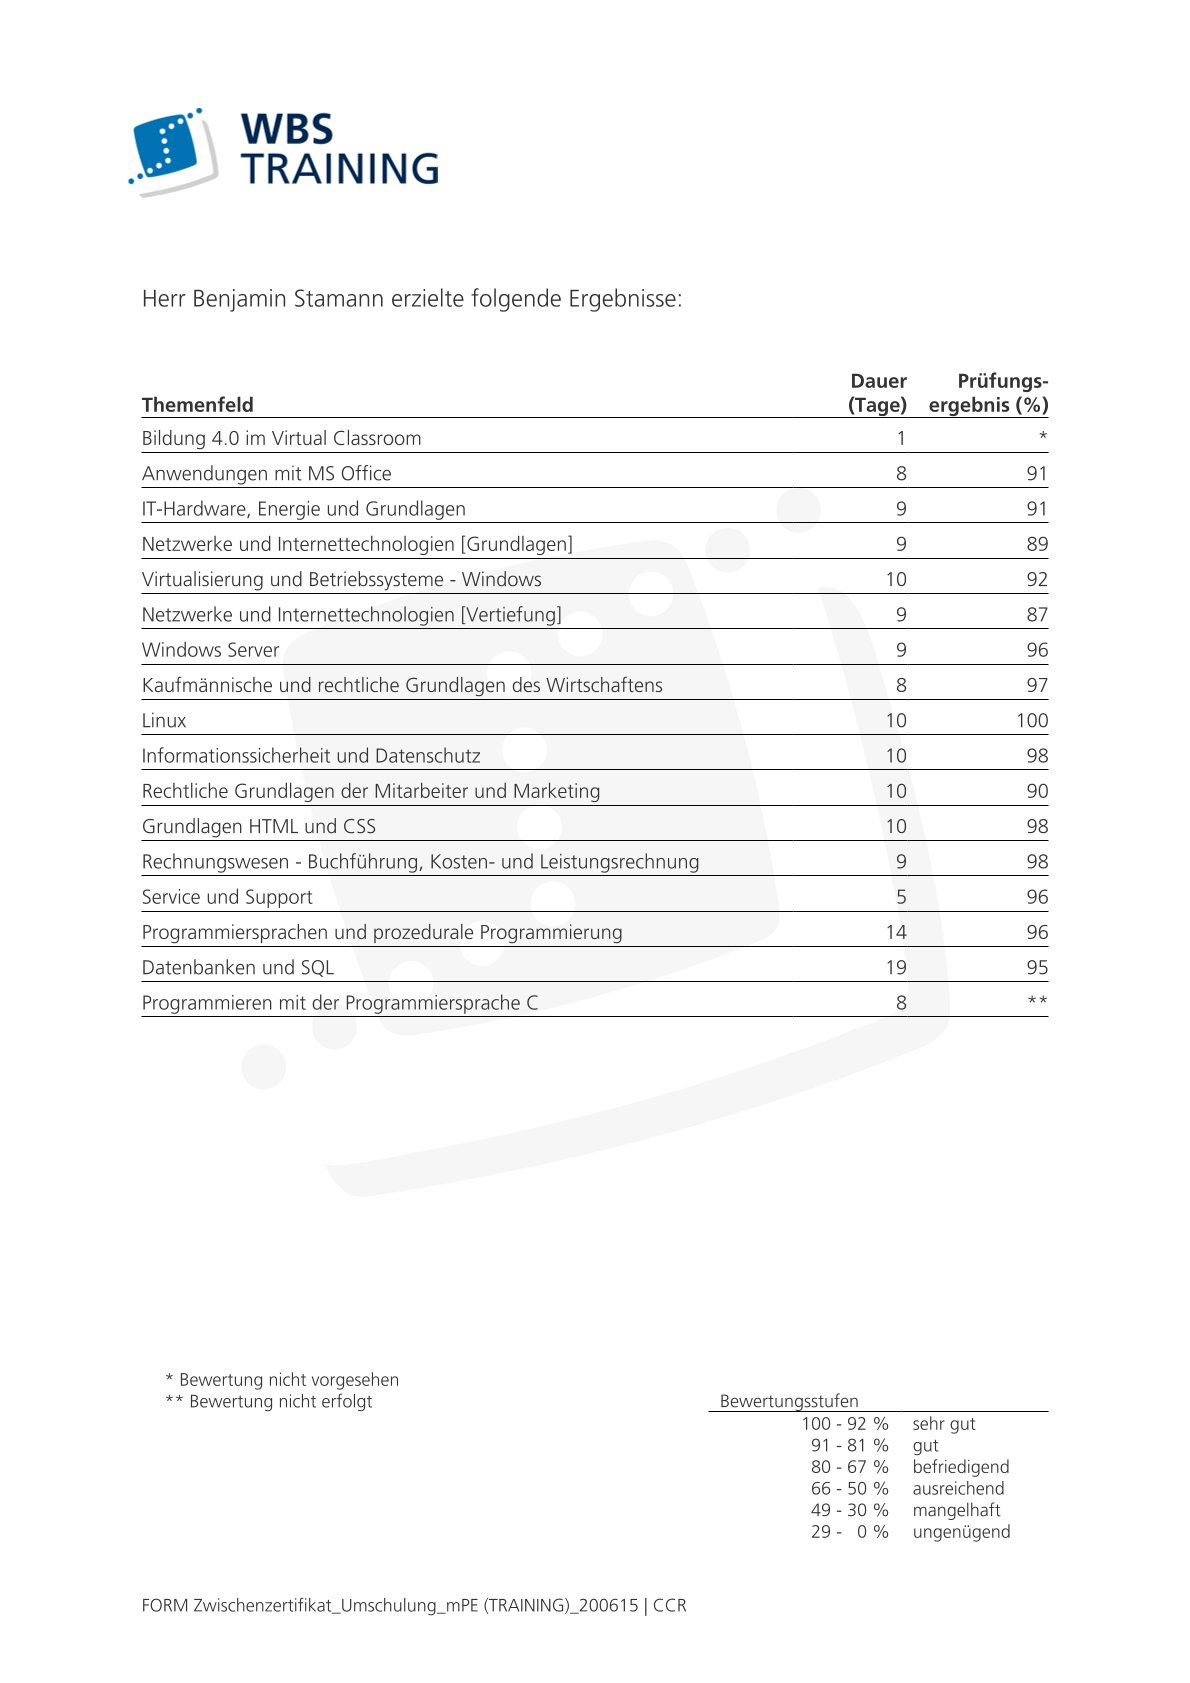 WBS
TRAINING
Herr Benjamin Stamann erzielte folgende Ergebnisse:
Themenfeld Dauer (Tage) Prüfungs-ergebnis (%)
Bildung 4.0 im Virtual Classroom 1 *
Anwendungen mit MS Office 8 91
IT-Hardware, Energie und Grundlagen 9 91
Netzwerke und Internettechnologien [Grundlagen] 9 89
Virtualisierung und Betriebssysteme - Windows 10 92
Netzwerke und Internettechnologien [Vertiefung] 9 87
Windows Server 9 96
Kaufmännische und rechtliche Grundlagen des Wirtschaftens 8 97
Linux 10 100
Informationssicherheit und Datenschutz 10 98
Rechtliche Grundlagen der Mitarbeiter und Marketing 10 90
Grundlagen HTML und CSS 10 98
Rechnungswesen - Buchführung, Kosten- und Leistungsrechnung 9 98
Service und Support 5 96
Programmiersprachen und prozedurale Programmierung 14 96
Datenbanken und SQL 19 95
Programmieren mit der Programmiersprache C 8 **
* Bewertung nicht vorgesehen
** Bewertung nicht erfolgt
Bewertungsstufen
100 - 92 % sehr gut
91 - 81 % gut
80 - 67 % befriedigend
66 - 50 % ausreichend
49 - 30 % mangelhaft
29 - 0 % ungenügend
FORM Zwischenzertifikat_Umschulung_mPE (TRAINING)_200615 | CCR